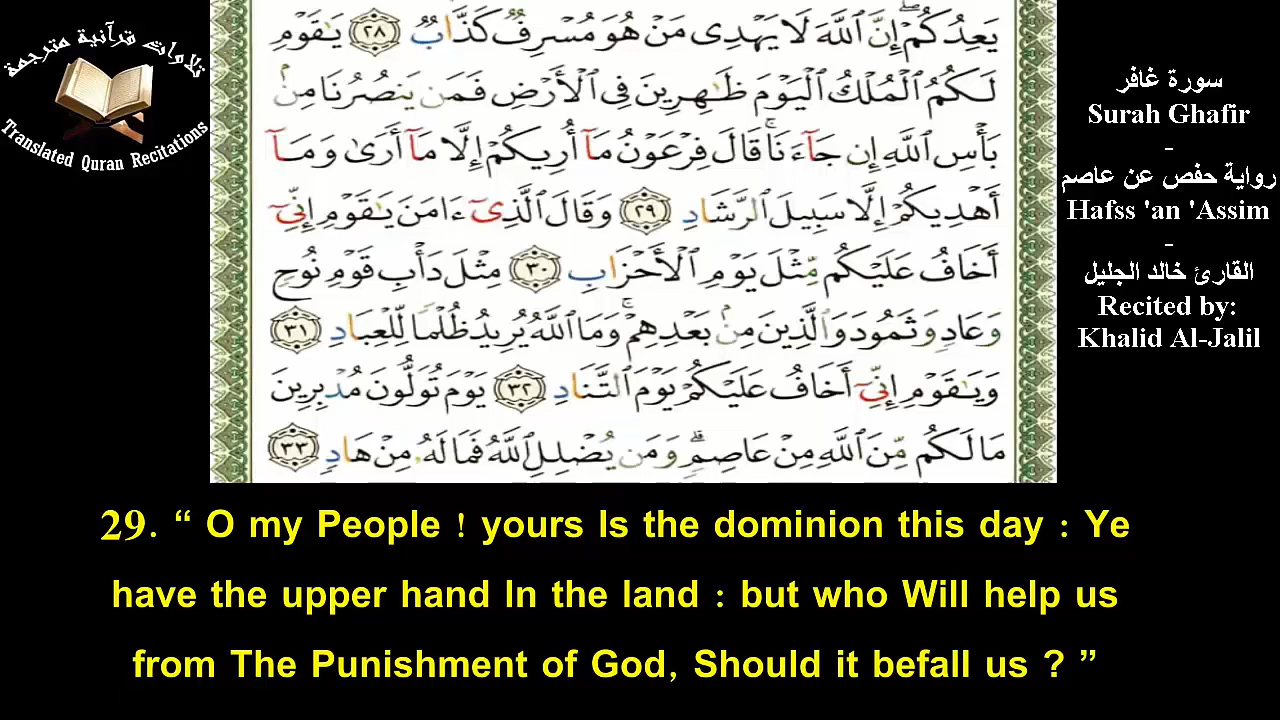 تلاوات قرآنية مترجمة
Translated Quran Recitations
يَعِدُكُمْ ۖ إِنَّ ٱللَّهَ لَا يَهْدِى مَنْ هُوَ مُسْرِفٌ كَذَّابٌ ٢٨ يَـٰقَوْمِ
لَكُمُ ٱلْمُلْكُ ٱلْيَوْمَ ظَـٰهِرِينَ فِى ٱلْأَرْضِ فَمَن يَنصُرُنَا مِنۢ
بَأْسِ ٱللَّهِ إِن جَآءَنَا ۚ قَالَ فِرْعَوْنُ مَآ أُرِيكُمْ إِلَّا مَآ أَرَىٰ وَمَآ
أَهْدِيكُمْ إِلَّا سَبِيلَ ٱلرَّشَادِ ٢٩ وَقَالَ ٱلَّذِىٓ ءَامَنَ يَـٰقَوْمِ إِنِّىٓ
أَخَافُ عَلَيْكُم مِّثْلَ يَوْمِ ٱلْأَحْزَابِ ٣٠ مِثْلَ دَأْبِ قَوْمِ نُوحٍ
وَعَادٍ وَثَمُودَ وَٱلَّذِينَ مِنۢ بَعْدِهِمْ ۚ وَمَا ٱللَّهُ يُرِيدُ ظُلْمًا لِّلْعِبَادِ ٣١
وَيَـٰقَوْمِ إِنِّىٓ أَخَافُ عَلَيْكُمْ يَوْمَ ٱلتَّنَادِ ٣٢ يَوْمَ تُوَلُّونَ مُدْبِرِينَ
مَا لَكُم مِّنَ ٱللَّهِ مِنْ عَاصِمٍ ۗ وَمَن يُضْلِلِ ٱللَّهُ فَمَا لَهُۥ مِنْ هَادٍ ٣٣
سورة غافر
Surah Ghafir
-
رواية حفص عن عاصم
Hafss 'an 'Assim
-
القارئ خالد الجليل
Recited by:
Khalid Al-Jalil
29. “ O my People ! yours Is the dominion this day : Ye
have the upper hand In the land : but who Will help us
from The Punishment of God, Should it befall us ? ”